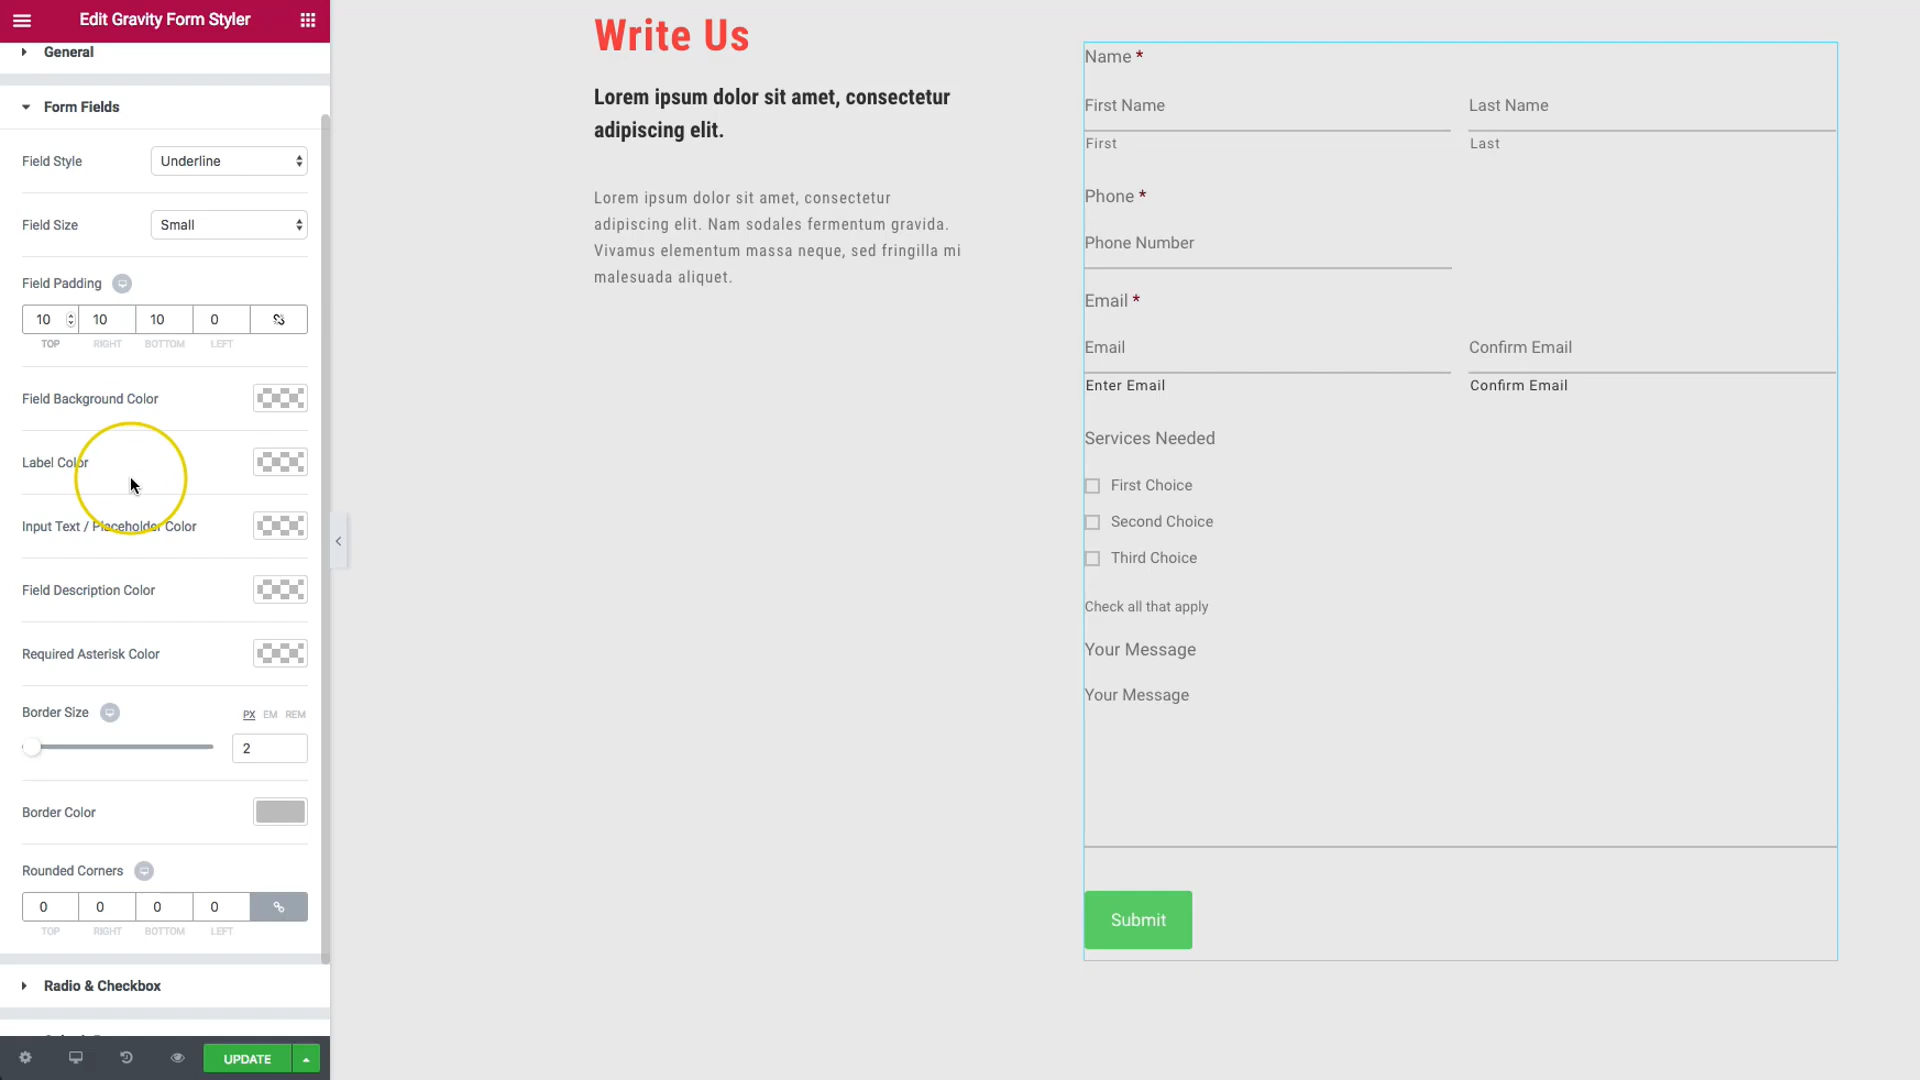 Edit Gravity Form Styler
General
Form Fields
Field Style
Underline
Field Size
Small
Field Padding
10 10 10 0
TOP RIGHT BOTTOM LEFT
Field Background Color
Label Color
Input Text / Placeholder Color
Field Description Color
Required Asterisk Color
Border Size
PX EM REM
2
Border Color
Rounded Corners
0 0 0 0
TOP RIGHT BOTTOM LEFT
Radio & Checkbox
UPDATE
Write Us
Lorem ipsum dolor sit amet, consectetur
adipiscing elit.
Lorem ipsum dolor sit amet, consectetur
adipiscing elit. Nam sodales fermentum gravida.
Vivamus elementum massa neque, sed fringilla mi
malesuada aliquet.
Name *
First Name Last Name
First Last
Phone *
Phone Number
Email *
Email Confirm Email
Enter Email Confirm Email
Services Needed
First Choice
Second Choice
Third Choice
Check all that apply
Your Message
Your Message
Submit